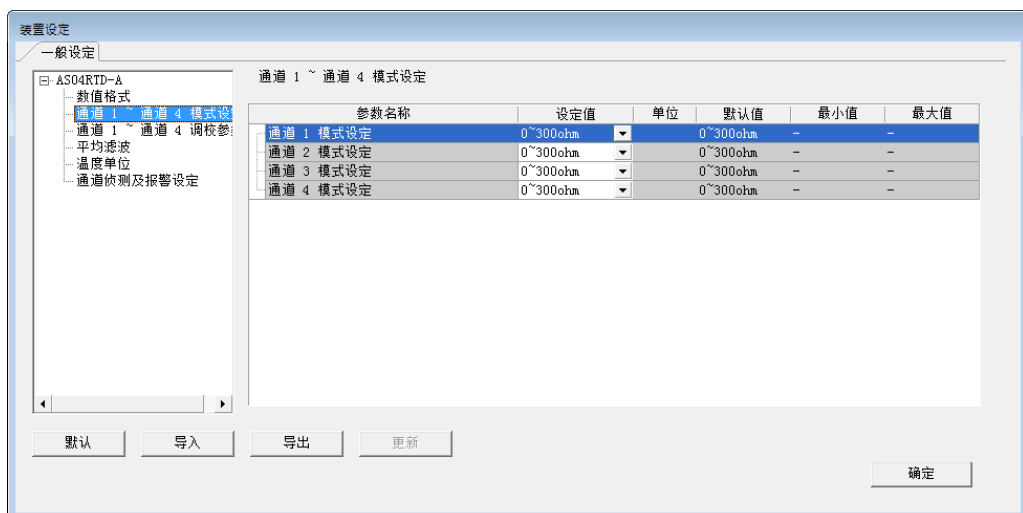 装置设定
一般设定
AS04RTD-A
数值格式
通道 1 ~ 通道 4 模式设
通道 1 ~ 通道 4 调校参
平均滤波
温度单位
通道侦测及报警设定
通道 1 ~ 通道 4 模式设定
参数名称 设定值 单位 默认值 最小值 最大值
通道 1 模式设定 0~300ohm 0~300ohm - -
通道 2 模式设定 0~300ohm 0~300ohm - -
通道 3 模式设定 0~300ohm 0~300ohm - -
通道 4 模式设定 0~300ohm 0~300ohm - -
默认 导入 导出 更新
确定